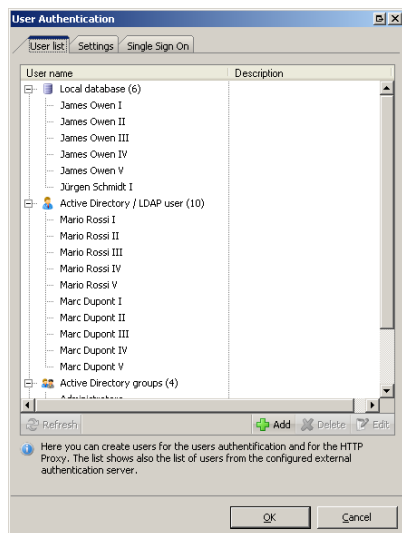 User Authentication
User list Settings Single Sign On
User name Description
Local database (6)
James Owen I
James Owen II
James Owen III
James Owen IV
James Owen V
Jürgen Schmidt I
Active Directory / LDAP user (10)
Mario Rossi I
Mario Rossi II
Mario Rossi III
Mario Rossi IV
Mario Rossi V
Marc Dupont I
Marc Dupont II
Marc Dupont III
Marc Dupont IV
Marc Dupont V
Active Directory groups (4)
Refresh Add Delete Edit
Here you can create users for the users authentification and for the HTTP
Proxy. The list shows also the list of users from the configured external
authentication server.
OK Cancel